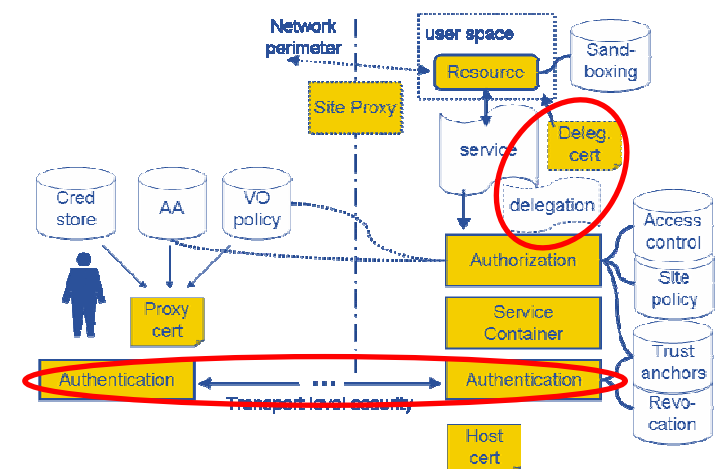 Network
perimeter
user space
Resource
Sand-
boxing
Site Proxy
Deleg.
cert
service
delegation
Cred
store
AA
VO
policy
Access
control
Authorization
Site
policy
Proxy
cert
Service
Container
Trust
anchors
Authentication
...
Authentication
Transport level security
Revo-
cation
Host
cert